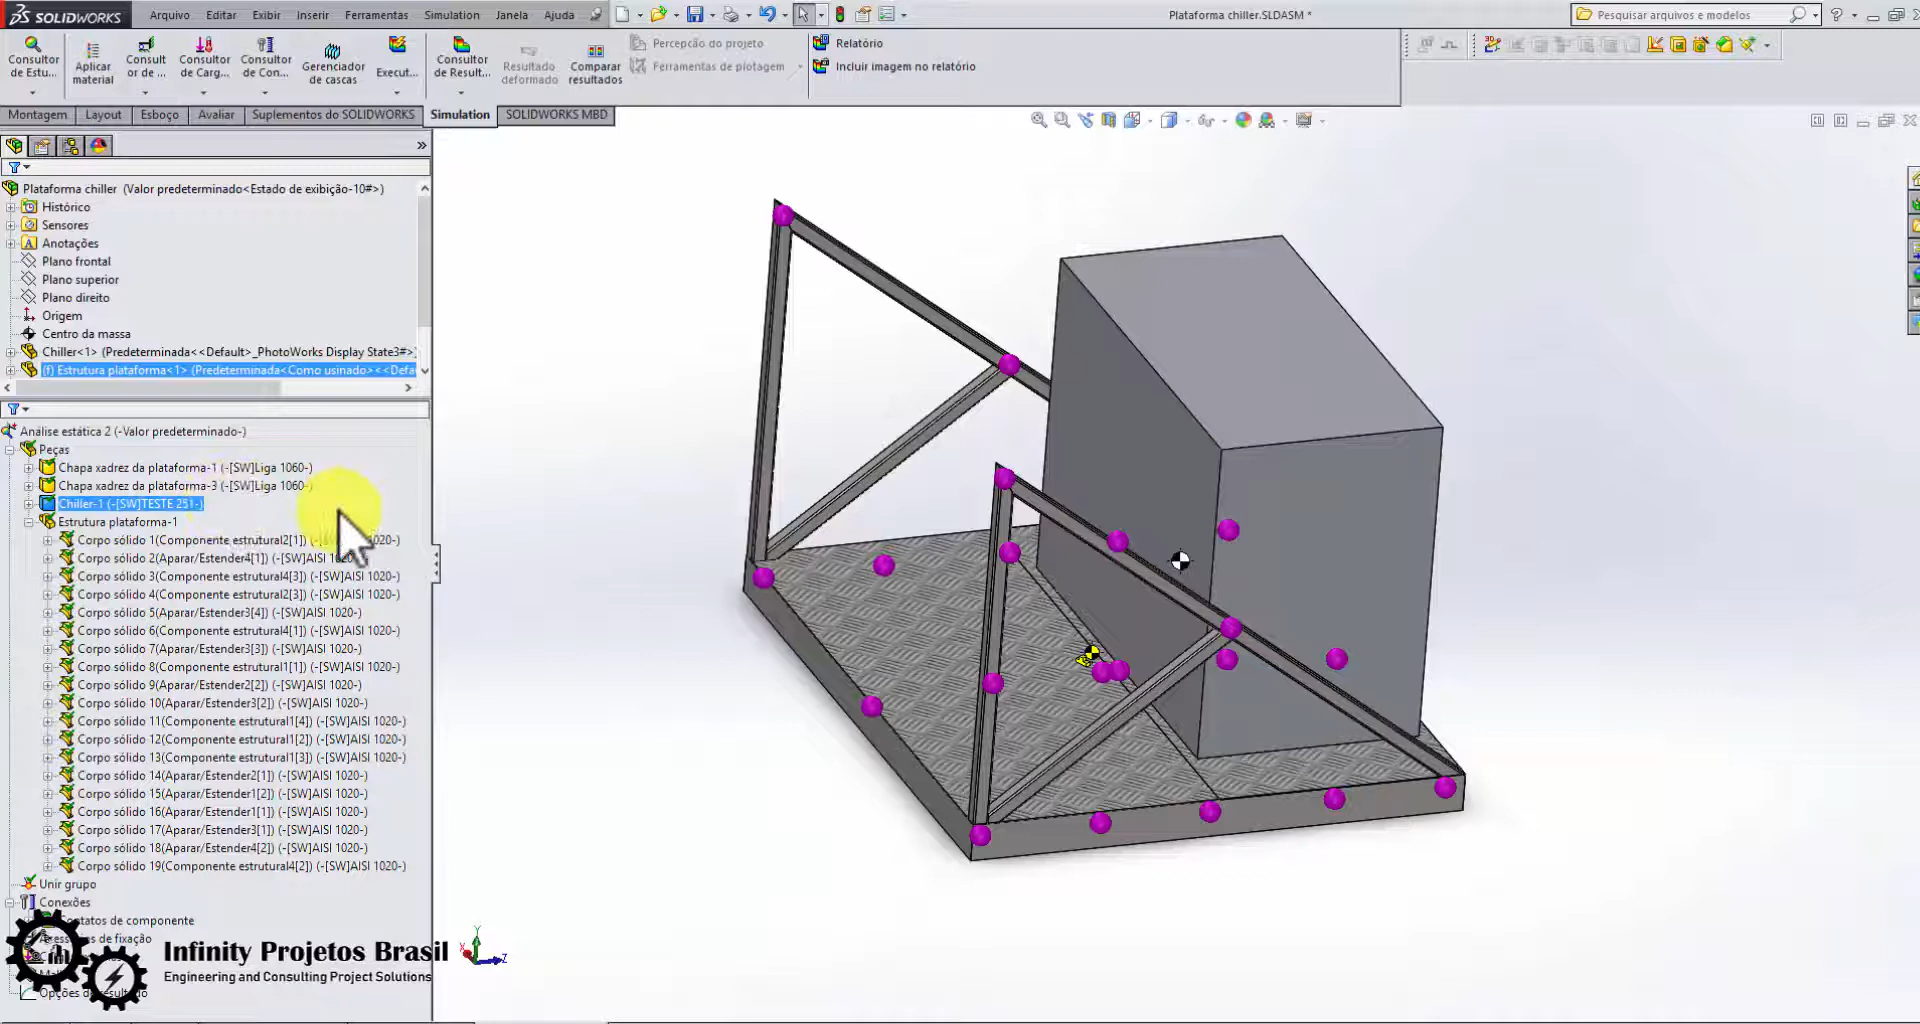 SOLIDWORKS
Arquivo Editar Exibir Inserir Ferramentas Simulation Janela Ajuda
Plataforma chiller.SLDASM *
Pesquisar arquivos e modelos
Consultor de Estu...
Aplicar material
Consult or de ...
Consultor de Carg...
Consultor de Con...
Gerenciador de cascas
Execut...
Consultor de Result...
Resultado deformado
Comparar resultados
Percepção do projeto
Ferramentas de plotagem
Relatório
Incluir imagem no relatório
Montagem Layout Esboço Avaliar Suplementos do SOLIDWORKS Simulation SOLIDWORKS MBD
Plataforma chiller (Valor predeterminado<Estado de exibição-10#>)
Histórico
Sensores
Anotações
Plano frontal
Plano superior
Plano direito
Origem
Centro da massa
Chiller<1> (Predeterminada<<Default>_PhotoWorks Display State3#>)
(f) Estrutura plataforma<1> (Predeterminada<Como usinado><<Defa
Análise estática 2 (-Valor predeterminado-)
Peças
Chapa xadrez da plataforma-1 (-[SW]Liga 1060-)
Chapa xadrez da plataforma-3 (-[SW]Liga 1060-)
Chiller-1 (-[SW]TESTE 251-)
Estrutura plataforma-1
Corpo sólido 1(Componente estrutural2[1]) (-[SW]AISI 1020-)
Corpo sólido 2(Aparar/Estender4[1]) (-[SW]AISI 1020-)
Corpo sólido 3(Componente estrutural4[3]) (-[SW]AISI 1020-)
Corpo sólido 4(Componente estrutural2[3]) (-[SW]AISI 1020-)
Corpo sólido 5(Aparar/Estender3[4]) (-[SW]AISI 1020-)
Corpo sólido 6(Componente estrutural4[1]) (-[SW]AISI 1020-)
Corpo sólido 7(Aparar/Estender3[3]) (-[SW]AISI 1020-)
Corpo sólido 8(Componente estrutural1[1]) (-[SW]AISI 1020-)
Corpo sólido 9(Aparar/Estender2[2]) (-[SW]AISI 1020-)
Corpo sólido 10(Aparar/Estender3[2]) (-[SW]AISI 1020-)
Corpo sólido 11(Componente estrutural1[4]) (-[SW]AISI 1020-)
Corpo sólido 12(Componente estrutural1[2]) (-[SW]AISI 1020-)
Corpo sólido 13(Componente estrutural1[3]) (-[SW]AISI 1020-)
Corpo sólido 14(Aparar/Estender2[1]) (-[SW]AISI 1020-)
Corpo sólido 15(Aparar/Estender1[2]) (-[SW]AISI 1020-)
Corpo sólido 16(Aparar/Estender1[1]) (-[SW]AISI 1020-)
Corpo sólido 17(Aparar/Estender3[1]) (-[SW]AISI 1020-)
Corpo sólido 18(Aparar/Estender4[2]) (-[SW]AISI 1020-)
Corpo sólido 19(Componente estrutural4[2]) (-[SW]AISI 1020-)
Unir grupo
Conexões
ontatos de componente
de fixação
Opções de resultado
Infinity Projetos Brasil
Engineering and Consulting Project Solutions
Y
X
Z